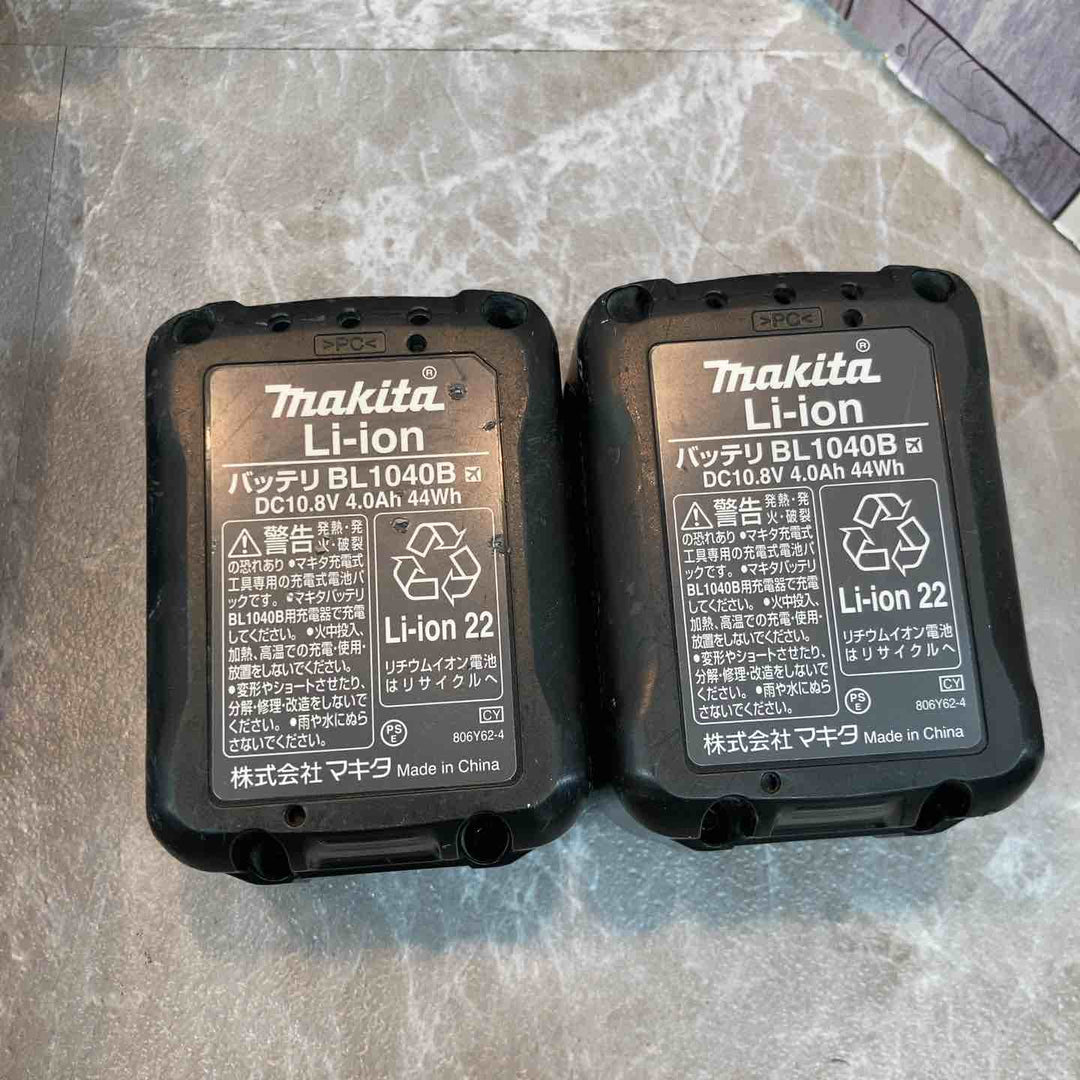 >PC<
makita®
Li-ion
バッテリ BL1040B
DC10.8V 4.0Ah 44Wh
警告 発熱・発
火・破裂
の恐れあり •マキタ充電式
工具専用の充電式電池パ
ックです。 •マキタバッテリ
BL1040B用充電器で充電
してください。 •火中投入、
加熱、高温での充電・使用・
放置をしないでください。
•変形やショートさせたり、
分解・修理・改造をしないで
ください。 •雨や水にぬら
さないでください。
Li-ion 22
リチウムイオン電池
はリサイクルへ
PS
E
CY
806Y62-4
株式会社 マキタ Made in China
>PC<
makita®
Li-ion
バッテリ BL1040B
DC10.8V 4.0Ah 44Wh
警告 発熱・発
火・破裂
の恐れあり •マキタ充電式
工具専用の充電式電池パ
ックです。 •マキタバッテリ
BL1040B用充電器で充電
してください。 •火中投入、
加熱、高温での充電・使用・
放置をしないでください。
•変形やショートさせたり、
分解・修理・改造をしないで
ください。 •雨や水にぬら
さないでください。
Li-ion 22
リチウムイオン電池
はリサイクルへ
PS
E
CY
806Y62-4
株式会社 マキタ Made in China